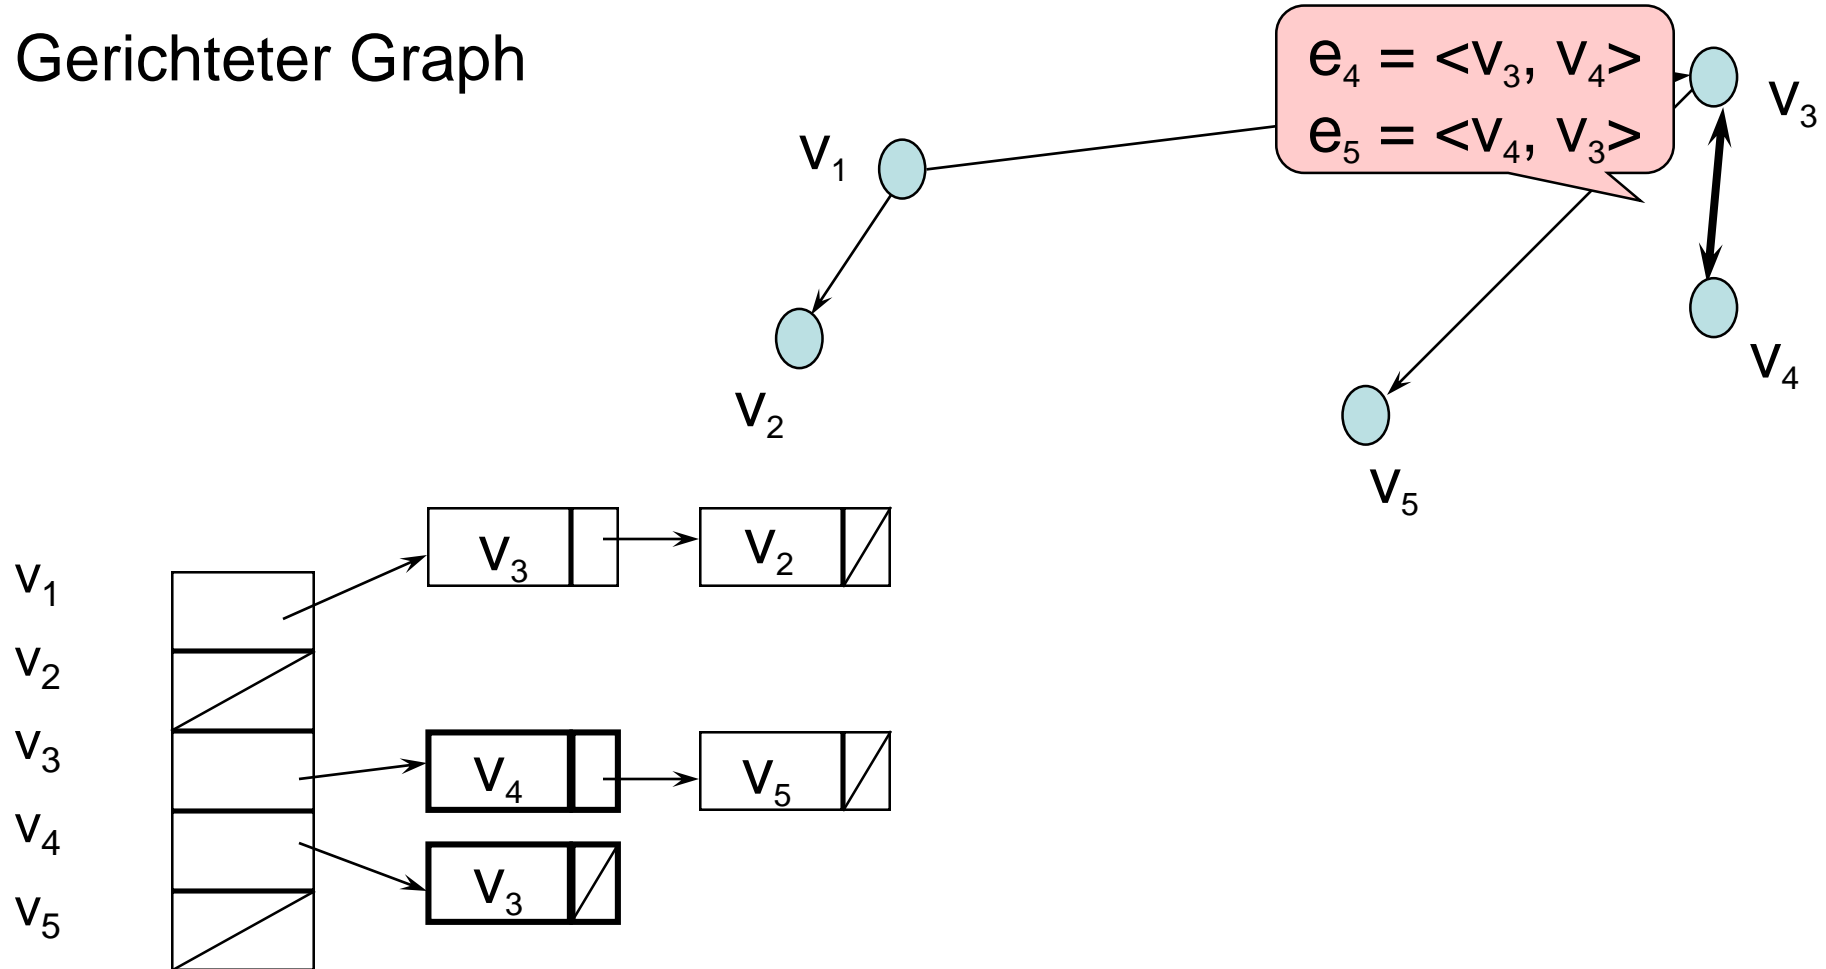 Gerichteter Graph
e₄ = <v₃, v₄>
e₅ = <v₄, v₃>
v₃
v₁
v₄
v₂
v₅
v₃ v₂
v₁
v₂
v₃
v₄ v₅
v₄
v₃
v₅